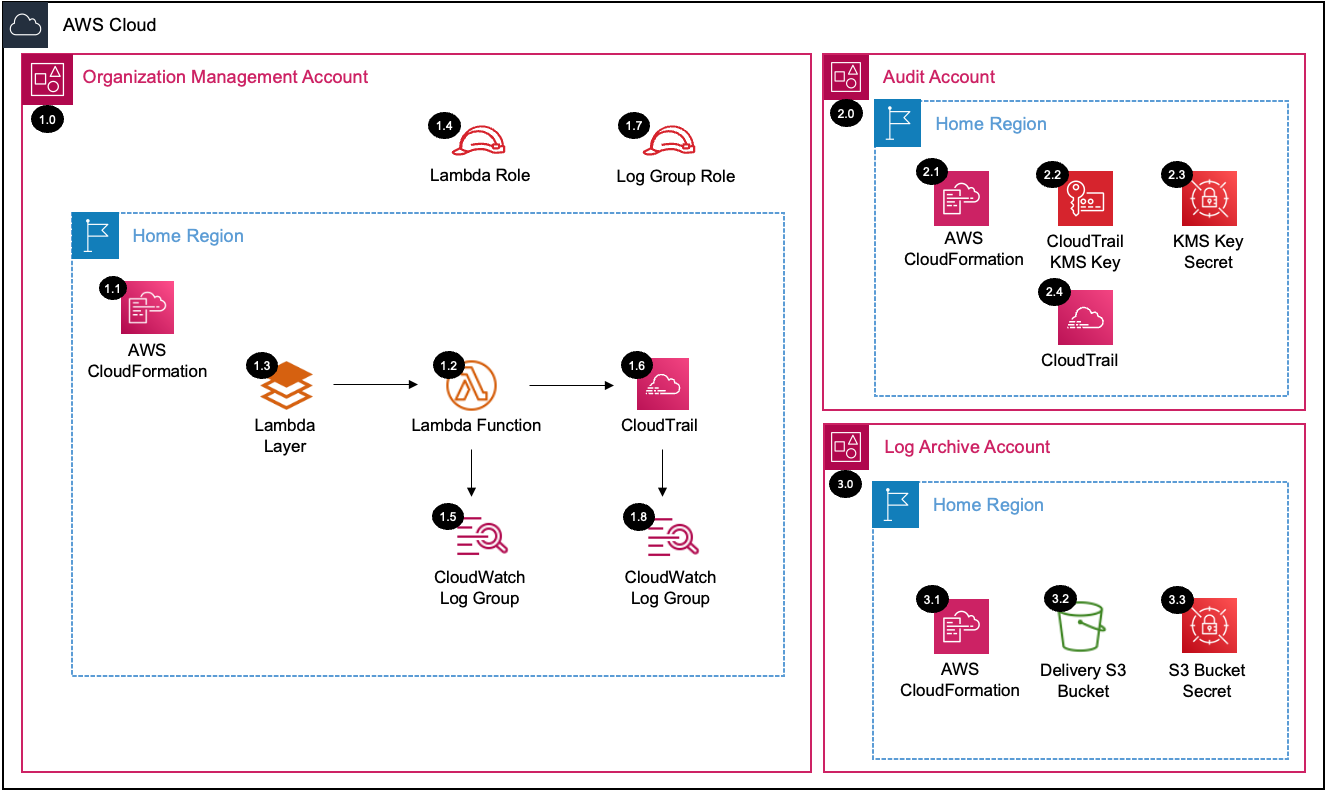 AWS Cloud
Organization Management Account
1.0
1.4
Lambda Role
1.7
Log Group Role
Home Region
1.1
AWS
CloudFormation
1.3
Lambda
Layer
1.2
Lambda Function
1.6
CloudTrail
1.5
CloudWatch
Log Group
1.8
CloudWatch
Log Group
Audit Account
2.0
Home Region
2.1
AWS
CloudFormation
2.2
CloudTrail
KMS Key
2.3
KMS Key
Secret
2.4
CloudTrail
Log Archive Account
3.0
Home Region
3.1
AWS
CloudFormation
3.2
Delivery S3
Bucket
3.3
S3 Bucket
Secret